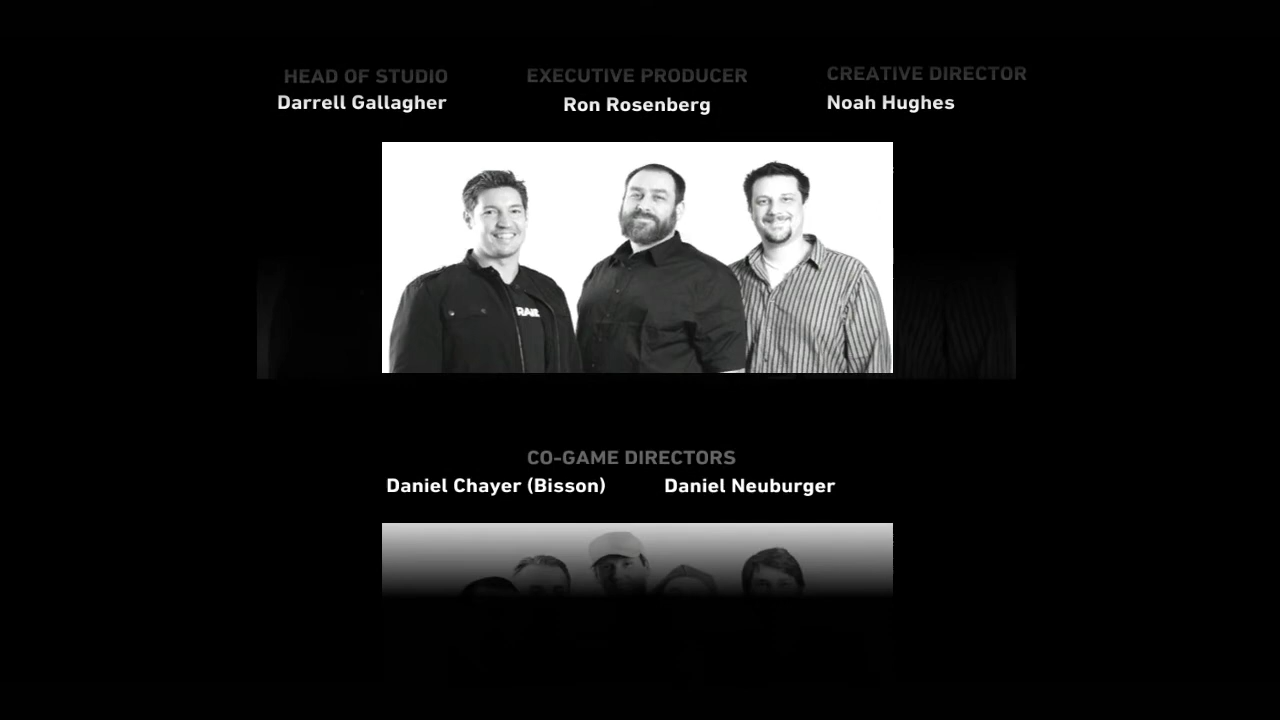 HEAD OF STUDIO EXECUTIVE PRODUCER CREATIVE DIRECTOR
Darrell Gallagher Ron Rosenberg Noah Hughes
CO-GAME DIRECTORS
Daniel Chayer (Bisson) Daniel Neuburger